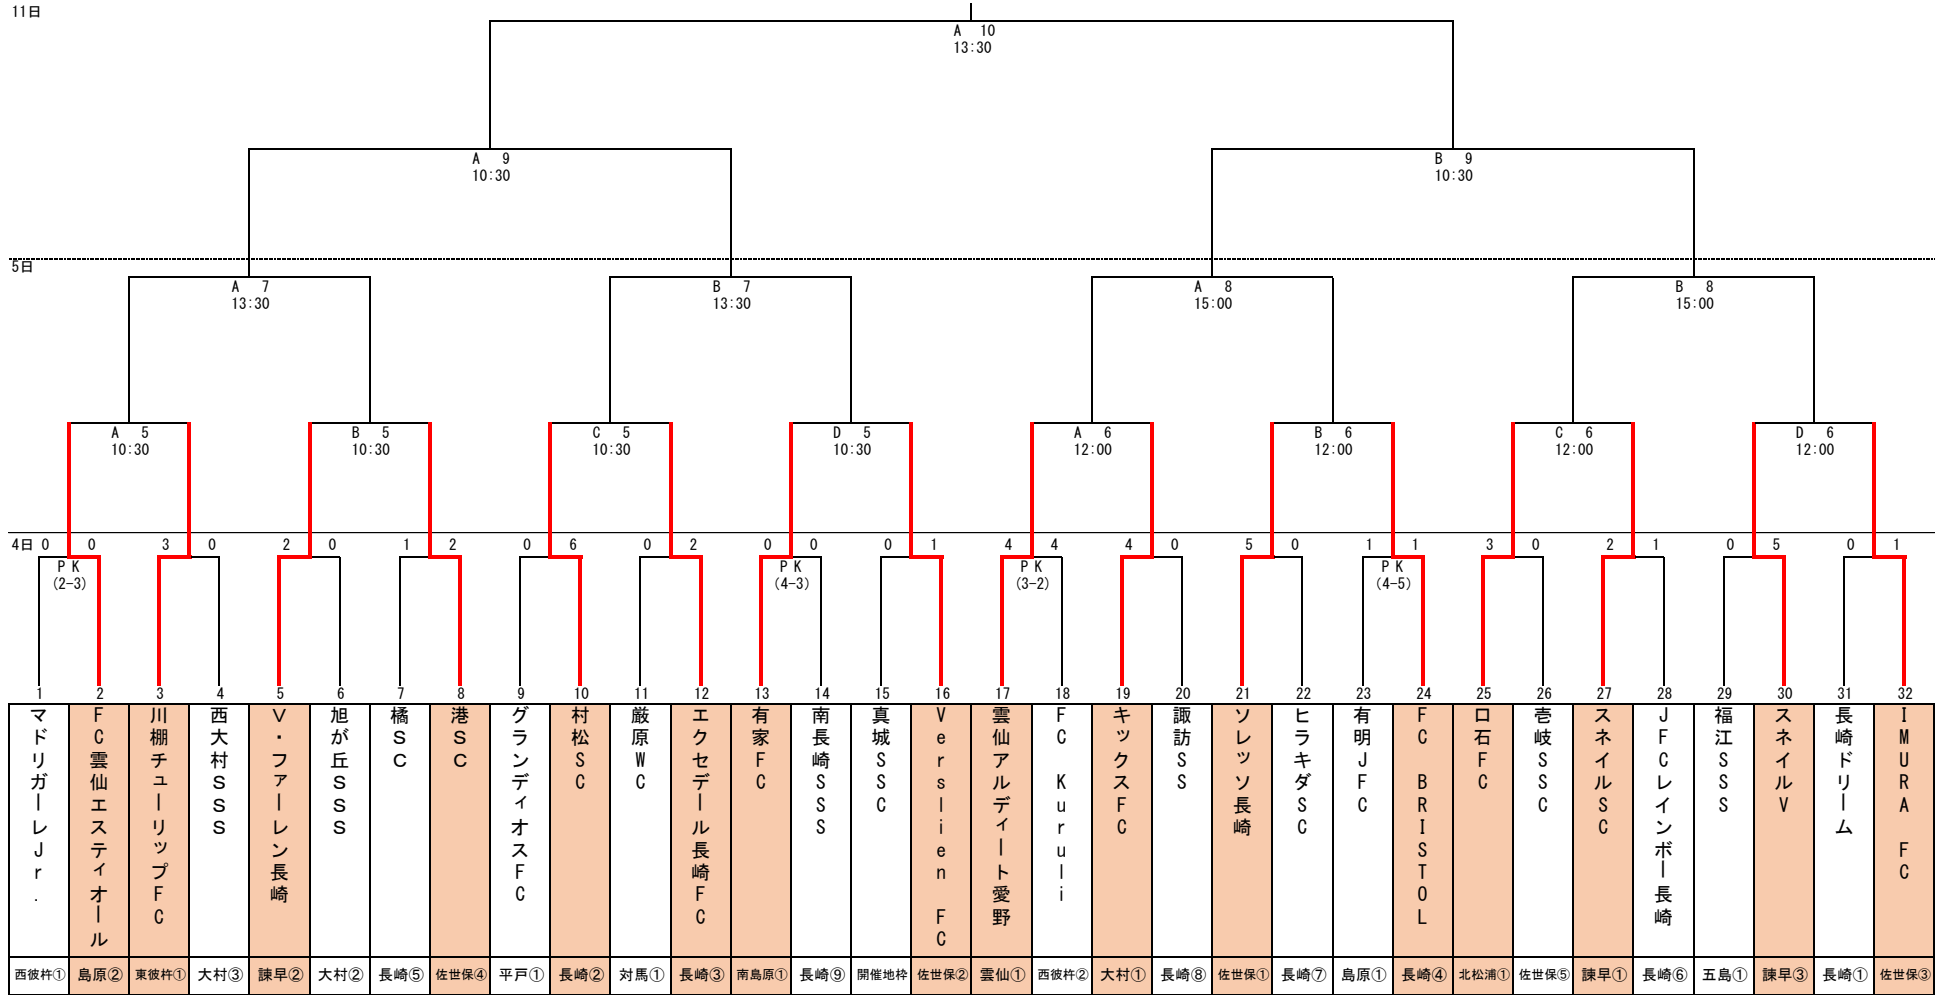 11日
A 10
13:30
A 9
10:30
B 9
10:30
5日
A 7
13:30
B 7
13:30
A 8
15:00
B 8
15:00
A 5
10:30
B 5
10:30
C 5
10:30
D 5
10:30
A 6
12:00
B 6
12:00
C 6
12:00
D 6
12:00
4日 0 0 3 0 2 0 1 2 0 6 0 2 0 0 0 1 4 4 4 0 5 0 1 1 3 0 2 1 0 5 0 1
PK
(2-3)
PK
(4-3)
PK
(3-2)
PK
(4-5)
1 2 3 4 5 6 7 8 9 10 11 12 13 14 15 16 17 18 19 20 21 22 23 24 25 26 27 28 29 30 31 32
マドリガーレJr.
FC雲仙エスティオール
川棚チューリップFC
西大村SSS
V・ファーレン長崎
旭が丘SSS
橘SC
港SC
グランディオスFC
村松SC
厳原WC
エクセデール長崎FC
有家FC
南長崎SSS
真城SSC
Verslien FC
雲仙アルディート愛野
FC Kuruli
キックスFC
諏訪SS
ソレッソ長崎
ヒラキダSC
有明JFC
FC BRISTOL
口石FC
壱岐SSC
スネイルSC
JFCレインボー長崎
福江SSS
スネイルV
長崎ドリーム
IMURA FC
西彼杵① 島原② 東彼杵① 大村③ 諫早② 大村② 長崎⑤ 佐世保④ 平戸① 長崎② 対馬① 長崎③ 南島原① 長崎⑨ 開催地枠 佐世保② 雲仙① 西彼杵② 大村① 長崎⑧ 佐世保① 長崎⑦ 島原① 長崎④ 北松浦① 佐世保⑤ 諫早① 長崎⑥ 五島① 諫早③ 長崎① 佐世保③